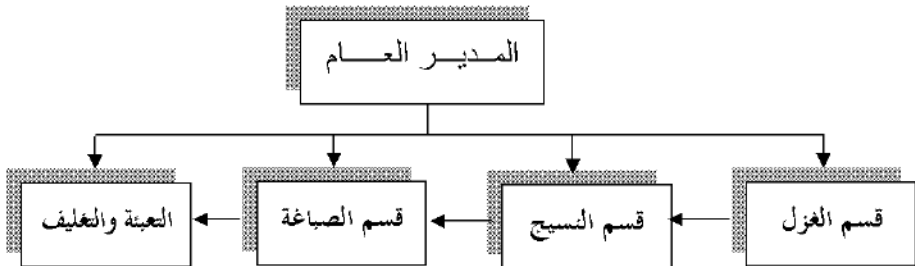 المدير العام
قسم الغزل
قسم النسيج
قسم الصباغة
التعبئة والتغليف